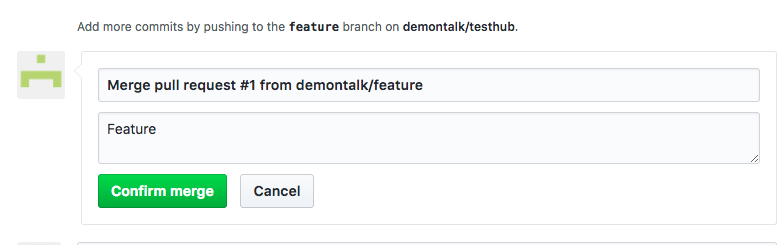 Add more commits by pushing to the feature branch on demontalk/testhub.
Merge pull request #1 from demontalk/feature
Feature
Confirm merge
Cancel